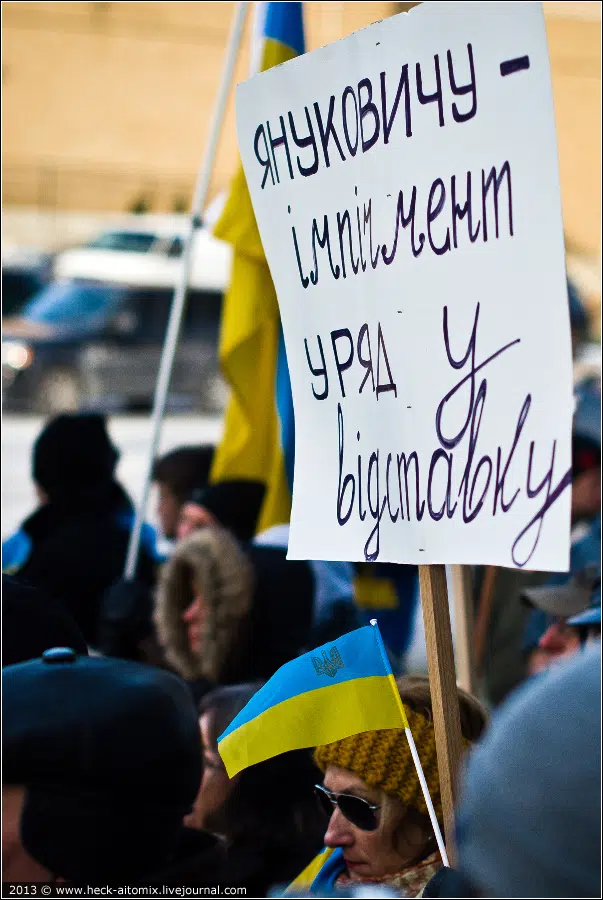 ЯНУКОВИЧУ -
імпічмент
УРЯД У
відставку
2013 © www.heck-aitomix.livejournal.com